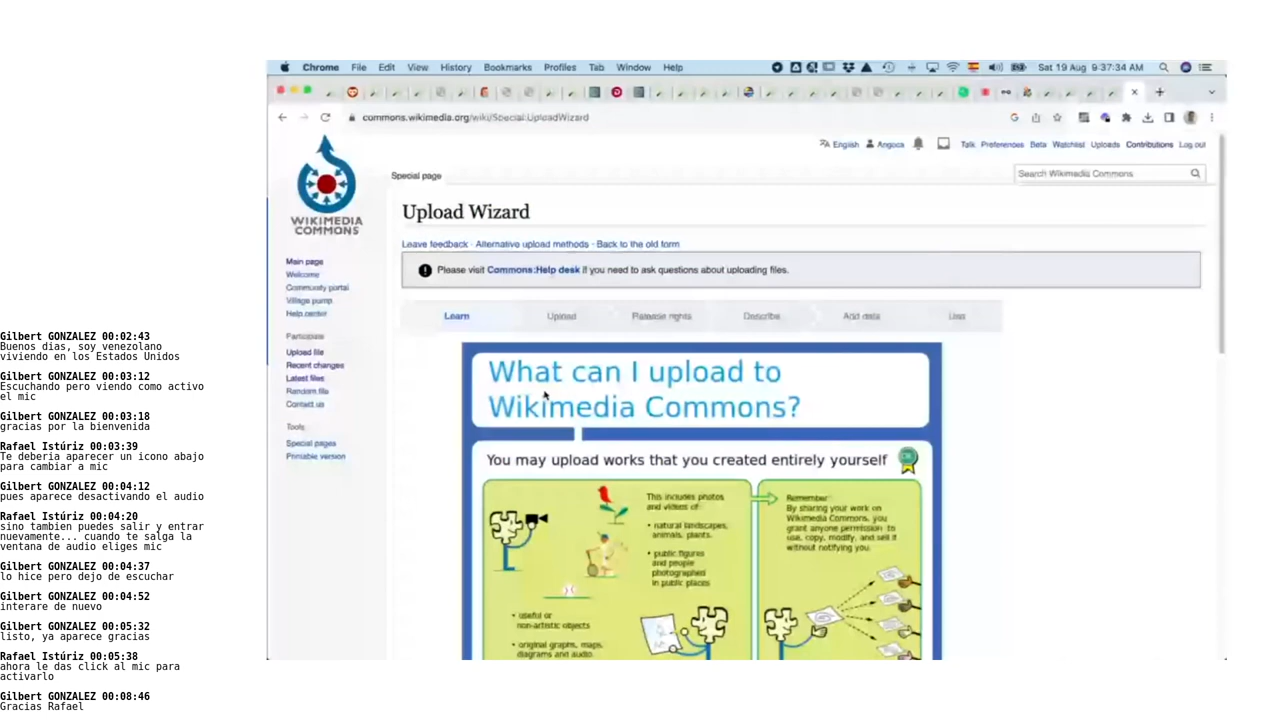 Gilbert GONZALEZ 00:02:43
Buenos dias, soy venezolano
viviendo en los Estados Unidos
Gilbert GONZALEZ 00:03:12
Escuchando pero viendo como activo
el mic
Gilbert GONZALEZ 00:03:18
gracias por la bienvenida
Rafael Istúriz 00:03:39
Te deberia aparecer un icono abajo
para cambiar a mic
Gilbert GONZALEZ 00:04:12
pues aparece desactivando el audio
Rafael Istúriz 00:04:20
sino tambien puedes salir y entrar
nuevamente... cuando te salga la
ventana de audio eliges mic
Gilbert GONZALEZ 00:04:37
lo hice pero dejo de escuchar
Gilbert GONZALEZ 00:04:52
interare de nuevo
Gilbert GONZALEZ 00:05:32
listo, ya aparece gracias
Rafael Istúriz 00:05:38
ahora le das click al mic para
activarlo
Gilbert GONZALEZ 00:08:46
Gracias Rafael
Chrome File Edit View History Bookmarks Profiles Tab Window Help Sat 19 Aug 9:37:34 AM
commons.wikimedia.org/wiki/Special:UploadWizard
English Angoca Talk Preferences Beta Watchlist Uploads Contributions Log out
Special page
Search Wikimedia Commons
WIKIMEDIA
COMMONS
Main page
Welcome
Community portal
Village pump
Help center
Participate
Upload file
Recent changes
Latest files
Random file
Contact us
Tools
Special pages
Printable version
Upload Wizard
Leave feedback · Alternative upload methods · Back to the old form
Please visit Commons:Help desk if you need to ask questions about uploading files.
Learn Upload Release rights Describe Add data Use
What can I upload to
Wikimedia Commons?
You may upload works that you created entirely yourself
This includes photos
and videos of:
• natural landscapes,
animals, plants.
• public figures
and people
photographed
in public places
• useful or
non-artistic objects
• original graphs, maps,
diagrams and audio.
Remember:
By sharing your work on
Wikimedia Commons, you
grant anyone permission to
use, copy, modify, and sell it
without notifying you.